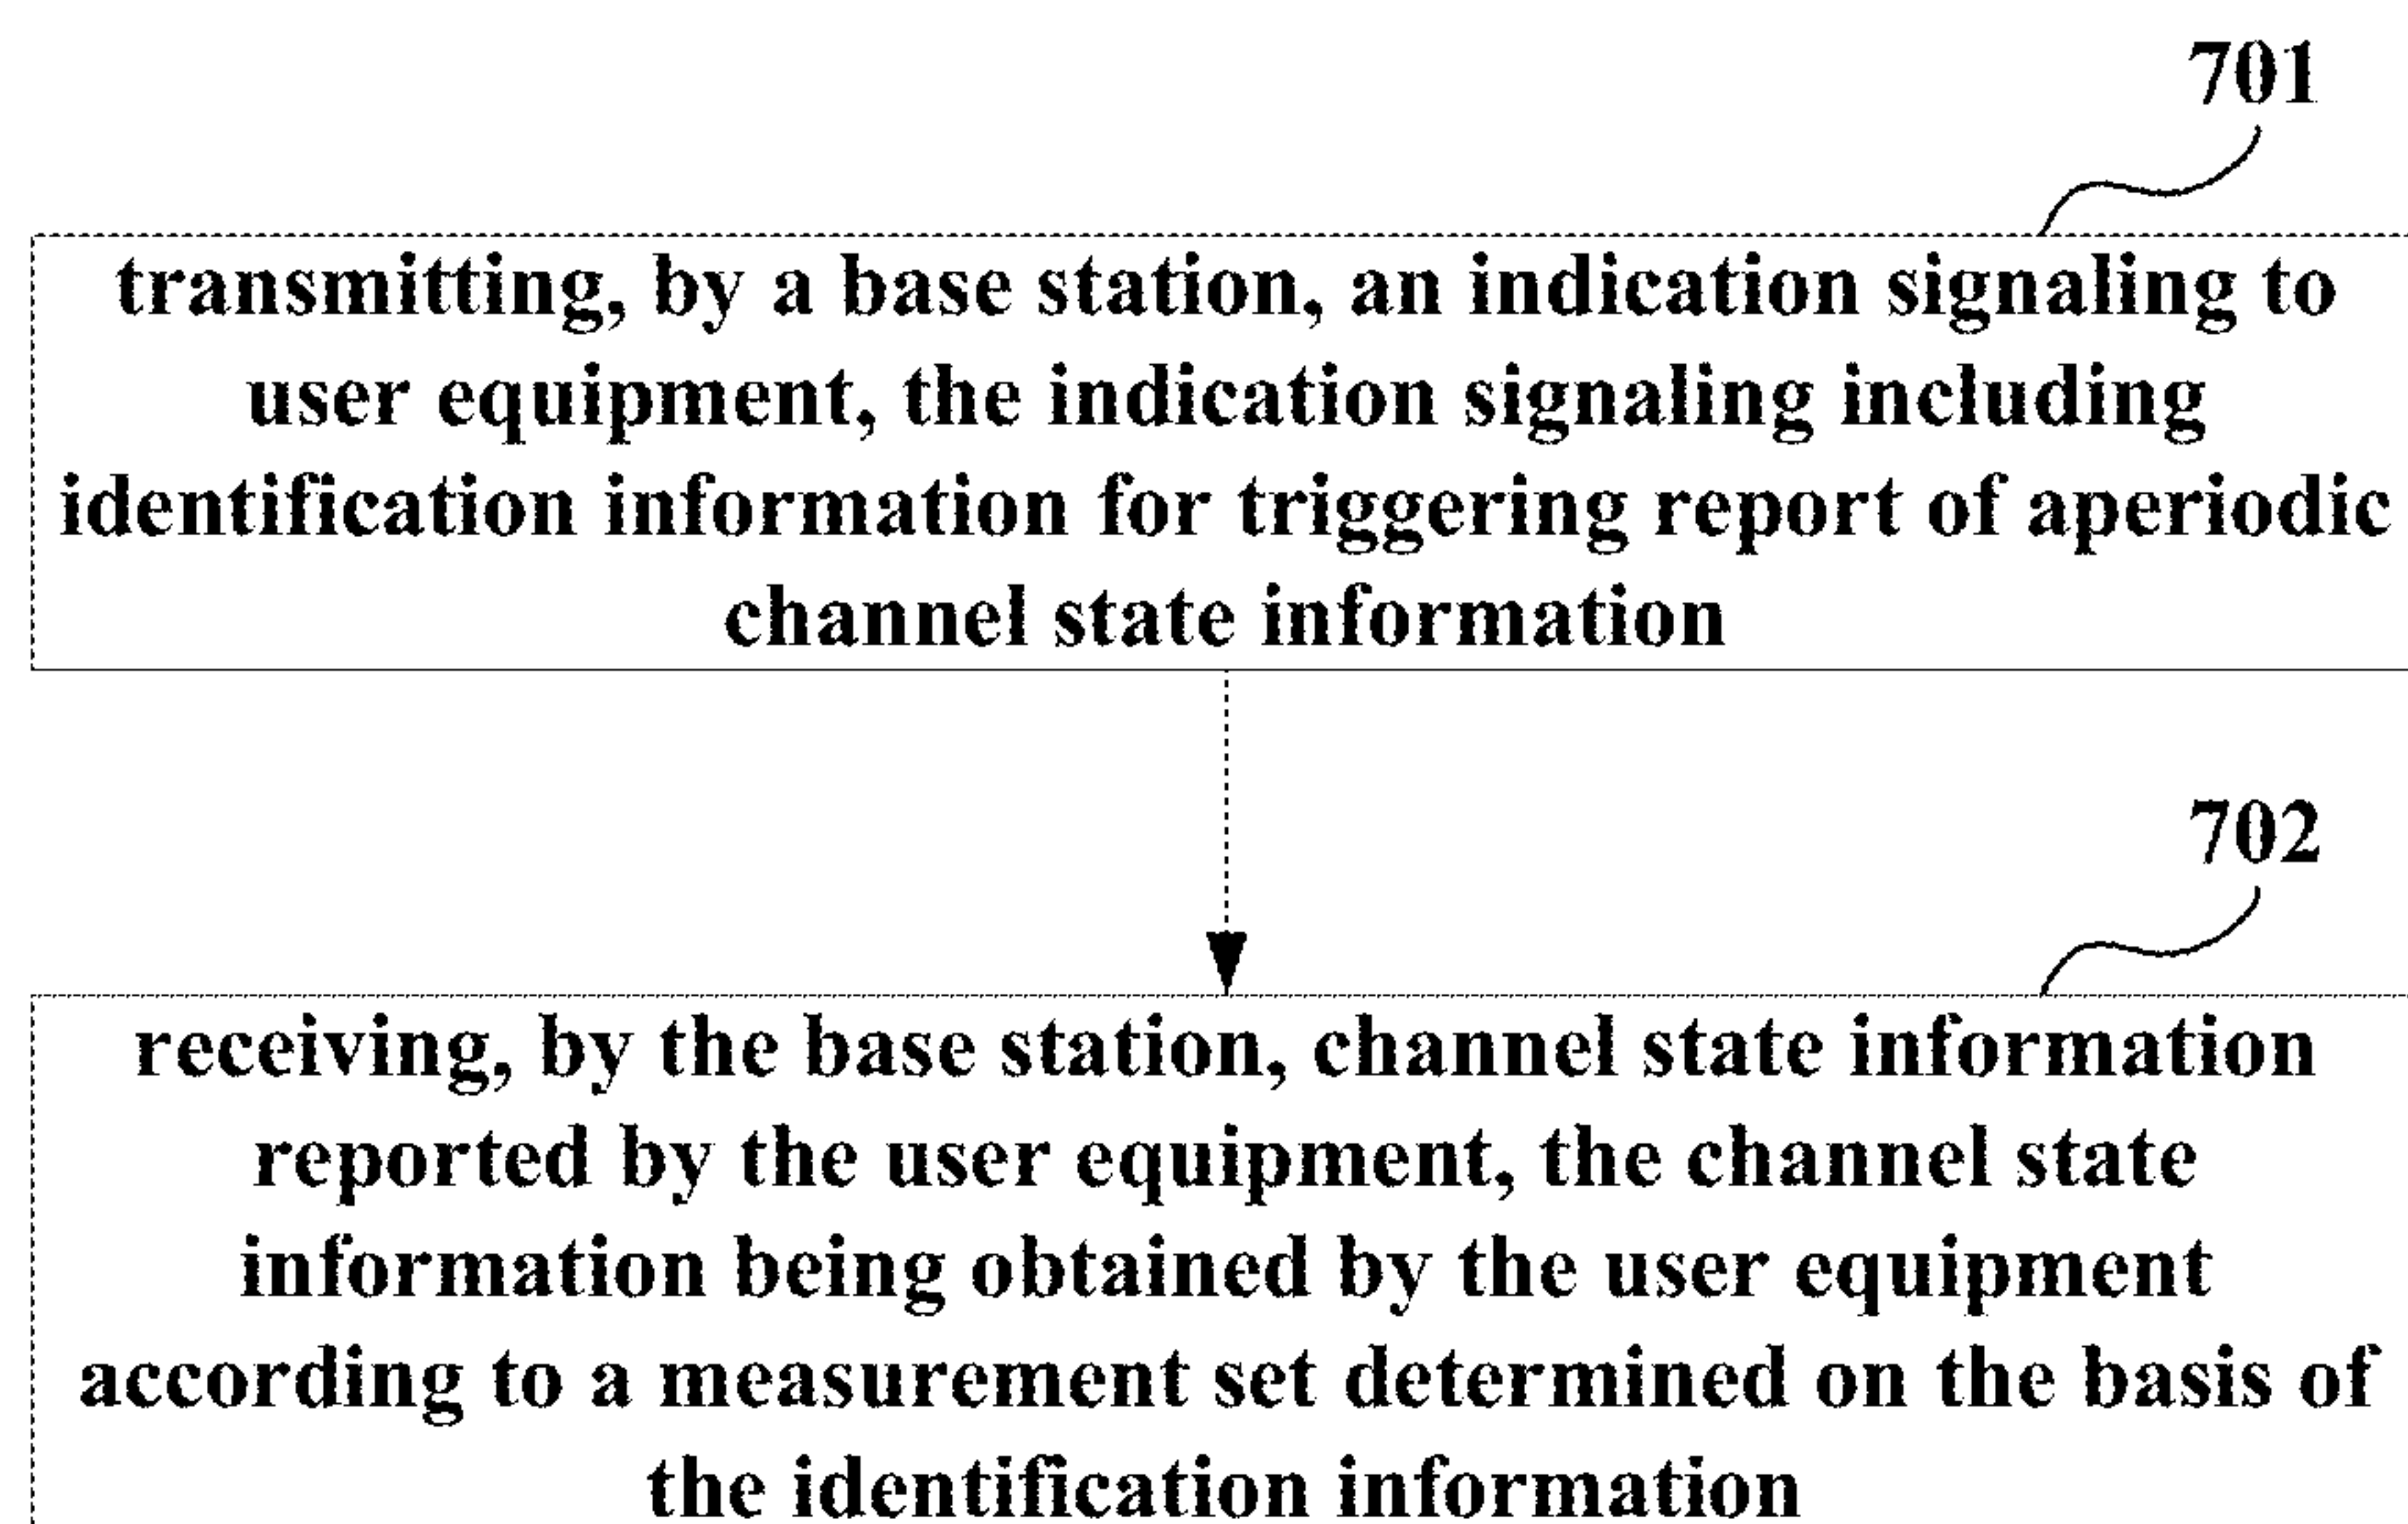 701
transmitting, by a base station, an indication signaling to
user equipment, the indication signaling including
identification information for triggering report of aperiodic
channel state information
702
receiving, by the base station, channel state information
reported by the user equipment, the channel state
information being obtained by the user equipment
according to a measurement set determined on the basis of
the identification information